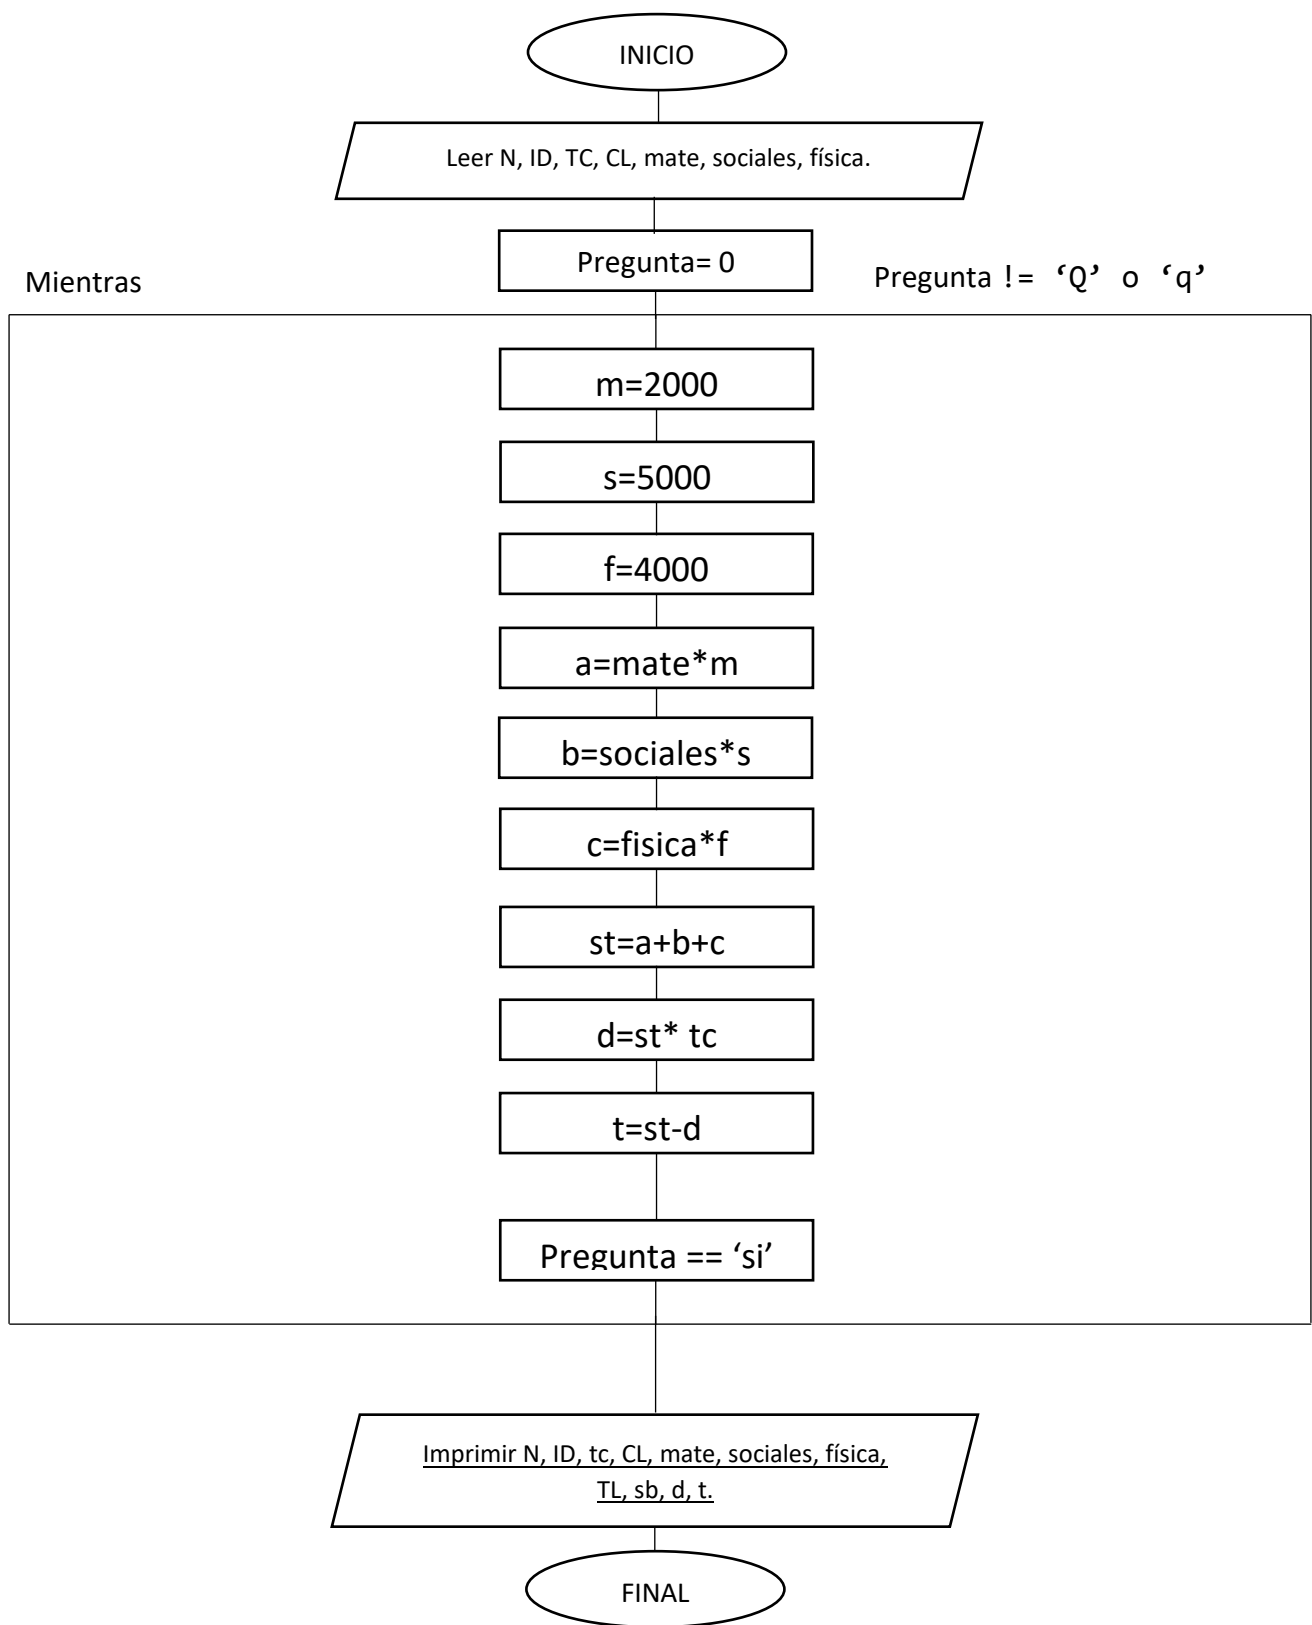 INICIO
Leer N, ID, TC, CL, mate, sociales, física.
Pregunta= 0
Mientras
Pregunta != ‘Q’ o ‘q’
m=2000
s=5000
f=4000
a=mate*m
b=sociales*s
c=fisica*f
st=a+b+c
d=st* tc
t=st-d
Pregunta == ‘si’
Imprimir N, ID, tc, CL, mate, sociales, física,
TL, sb, d, t.
FINAL